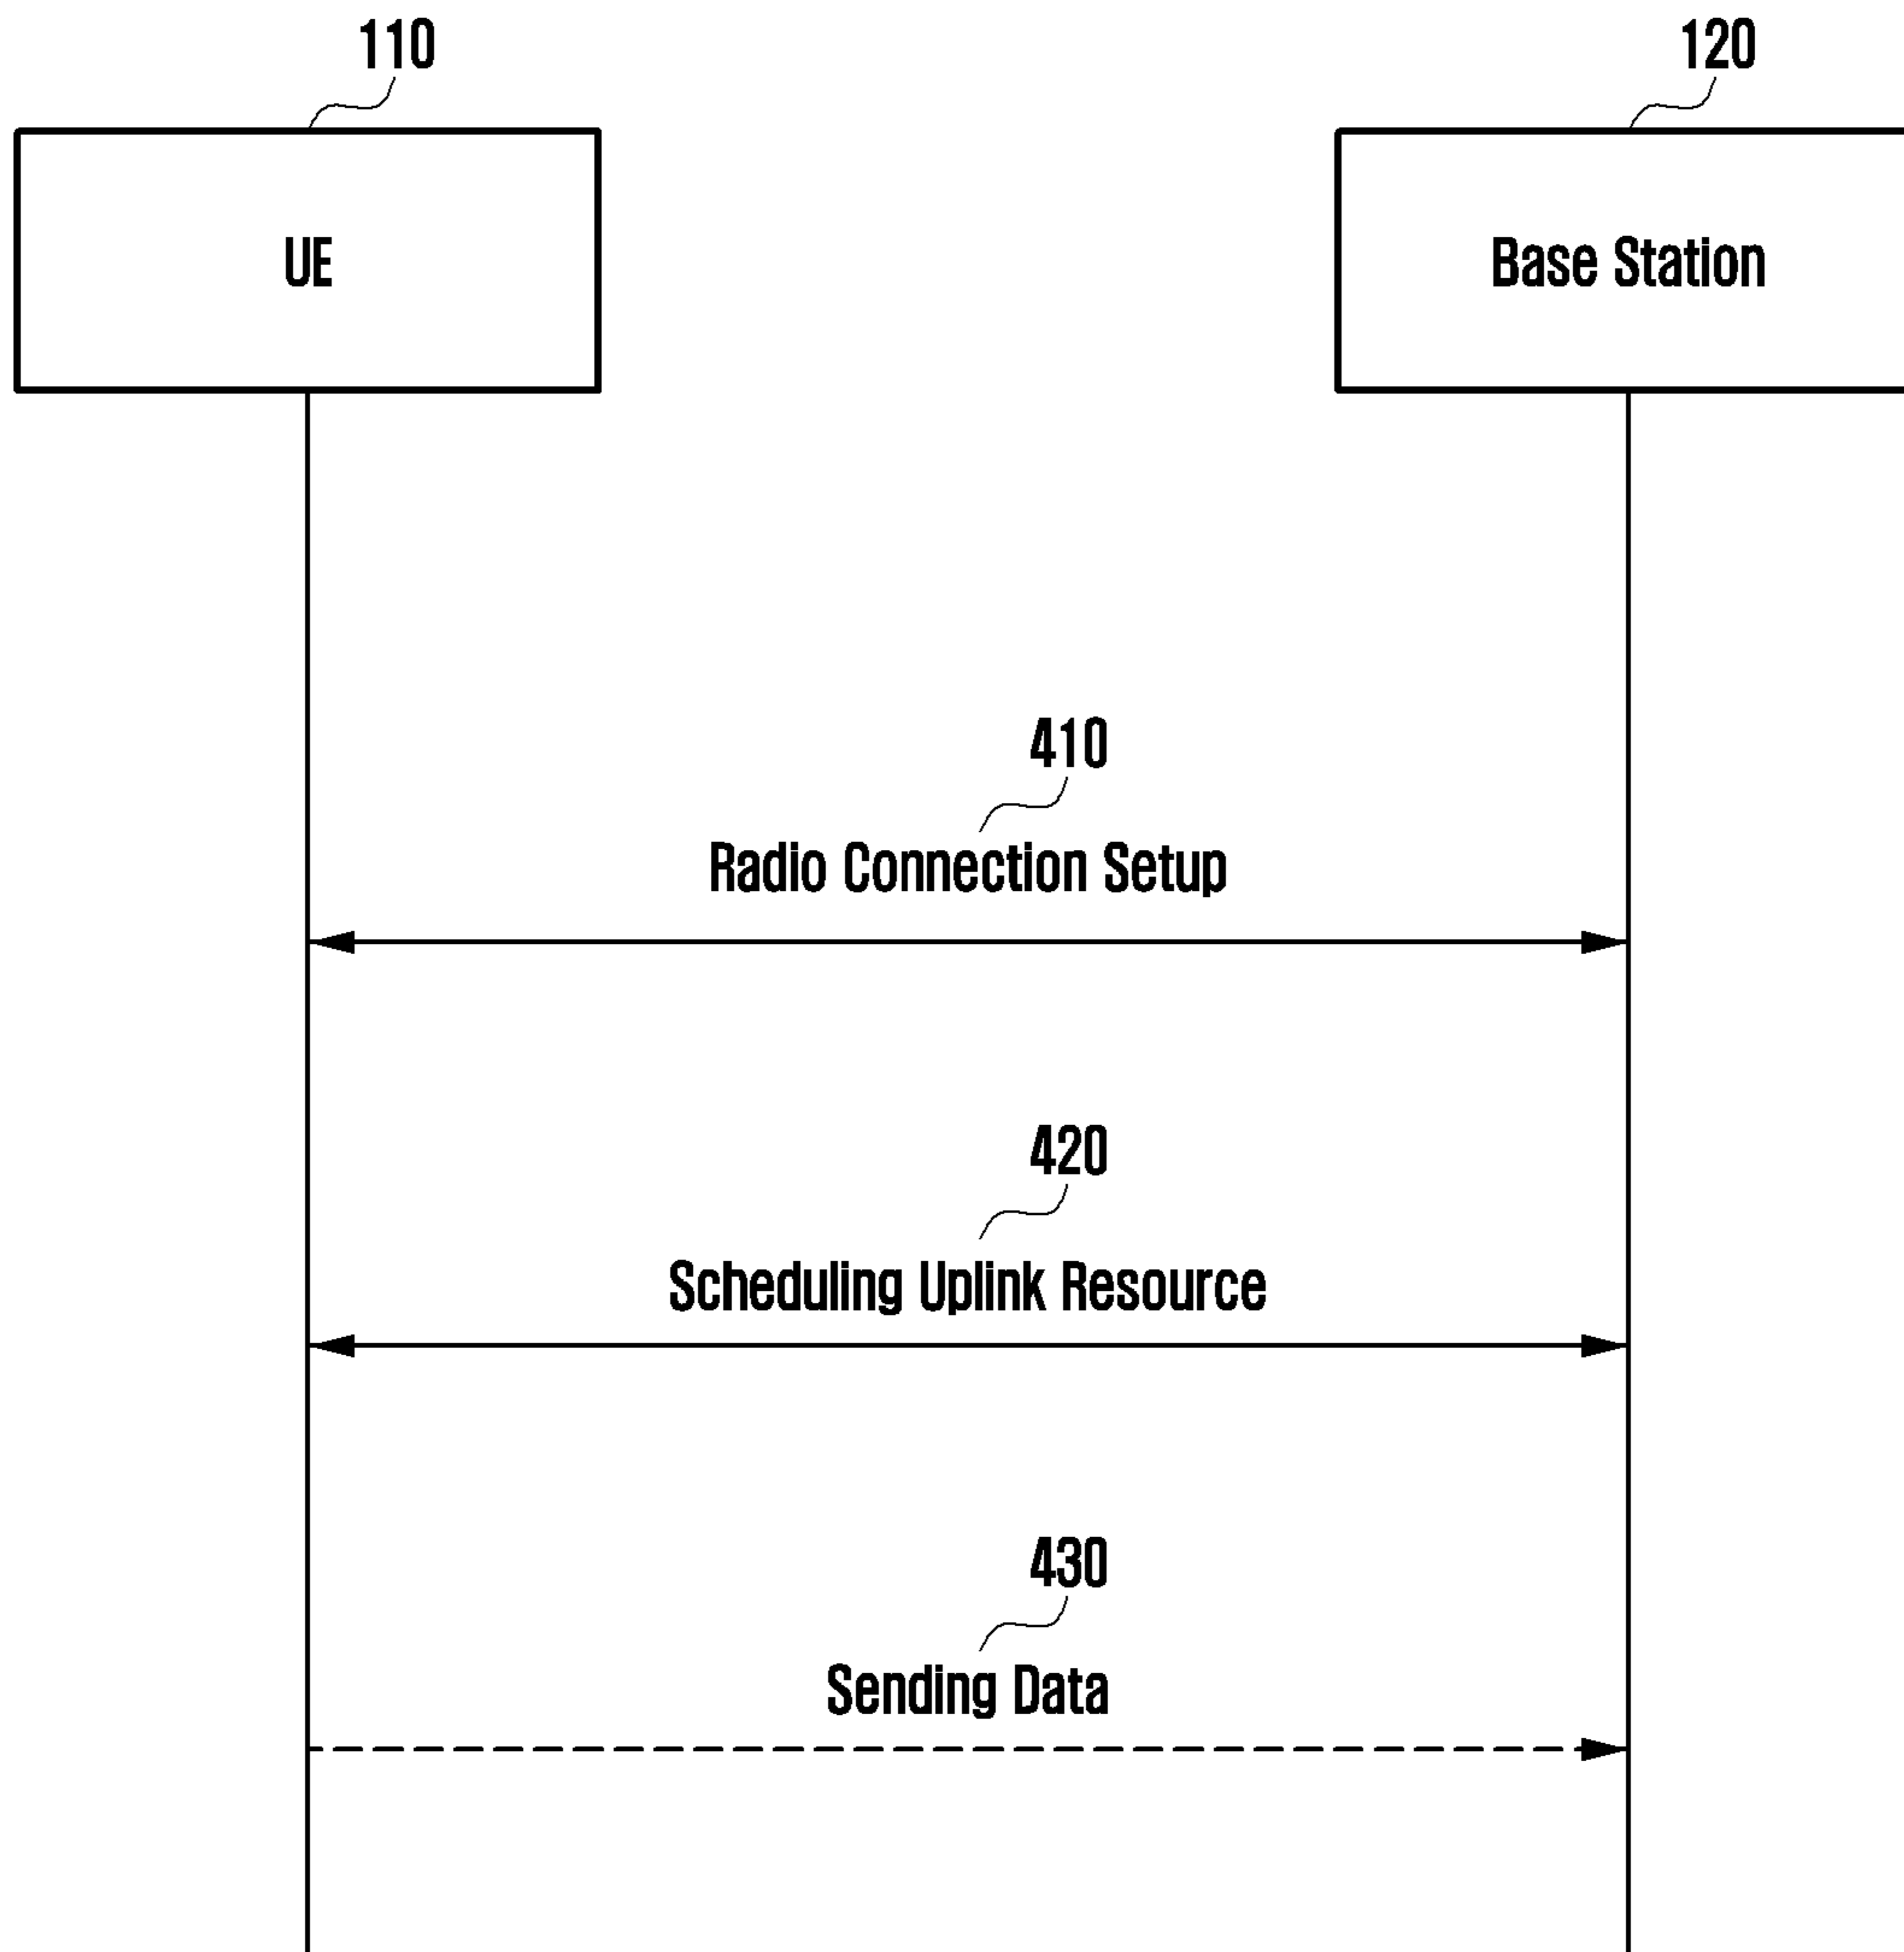 110
120
UE
Base Station
410
Radio Connection Setup
420
Scheduling Uplink Resource
430
Sending Data